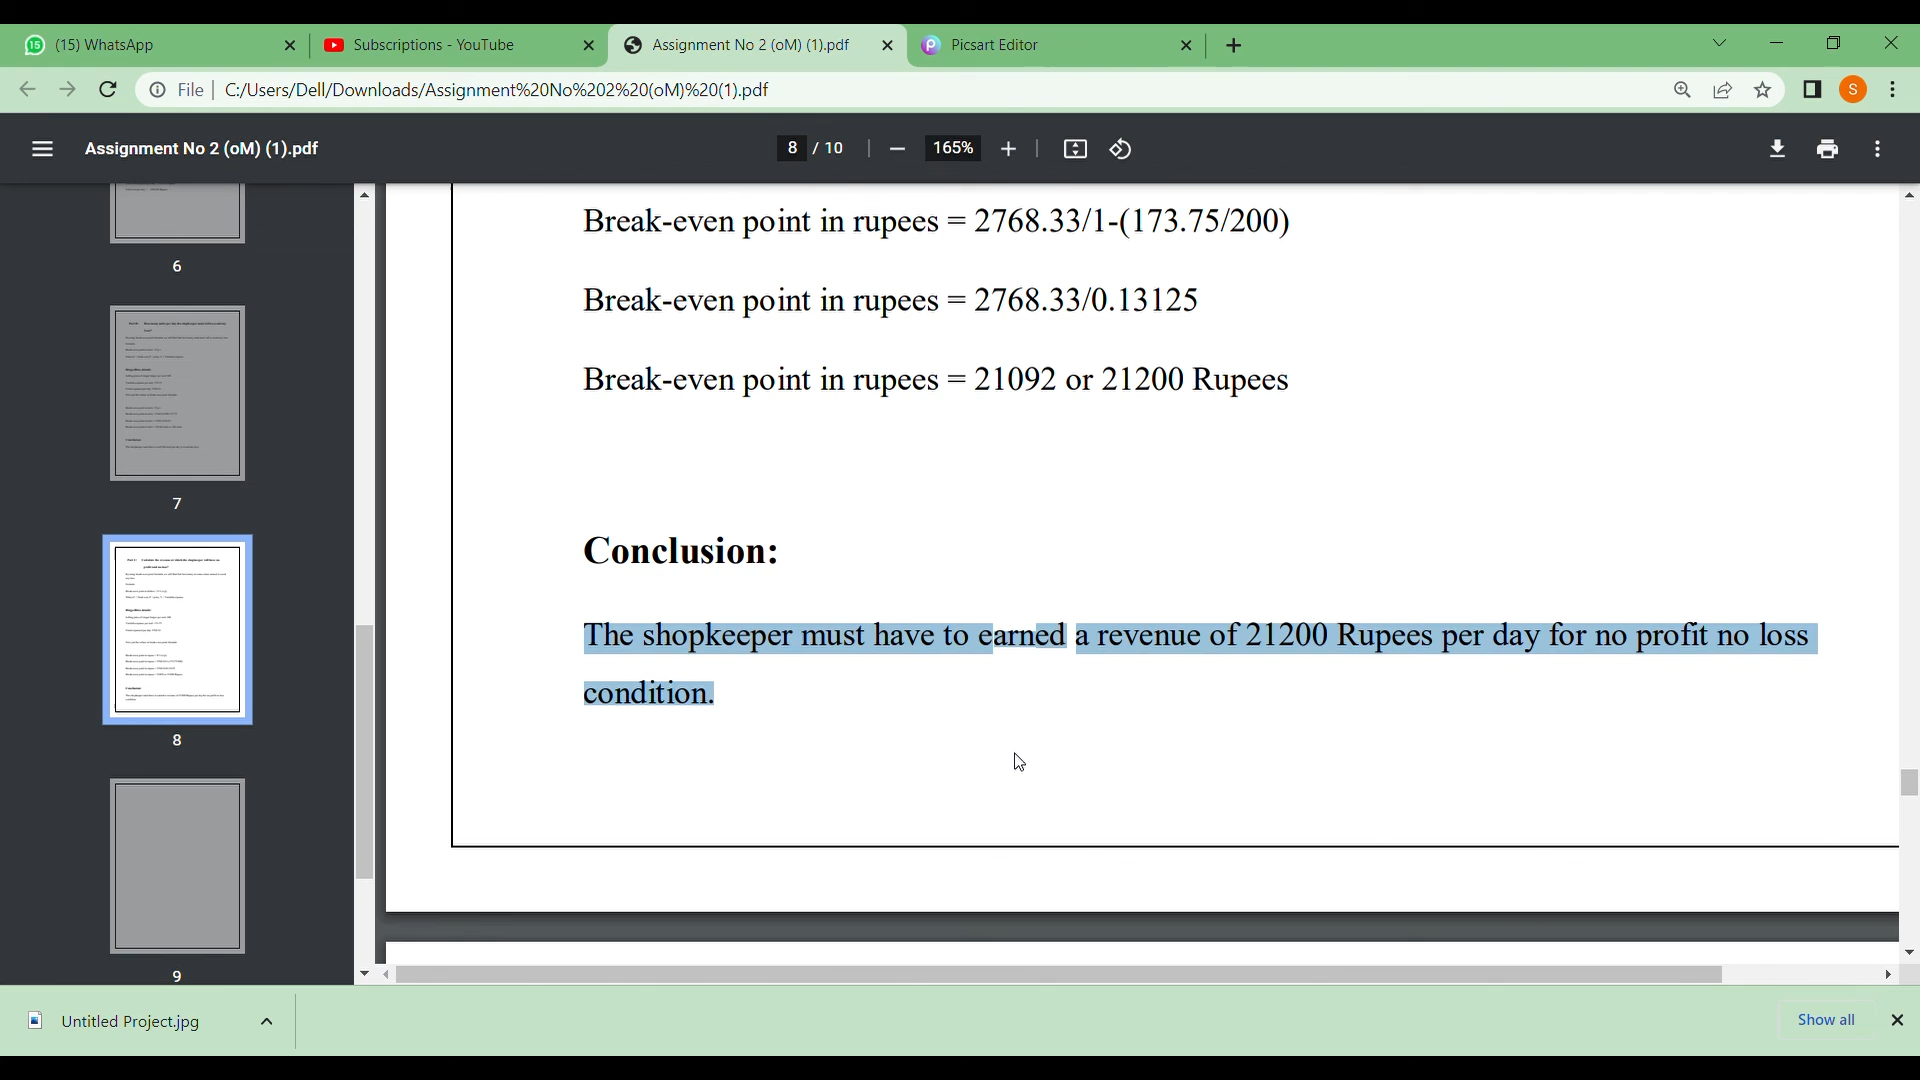 (15) WhatsApp
Subscriptions - YouTube
Assignment No 2 (oM) (1).pdf
Picsart Editor
File
C:/Users/Dell/Downloads/Assignment%20No%202%20(oM)%20(1).pdf
S
Assignment No 2 (oM) (1).pdf
8 / 10
165%
6
7
8
9
Break-even point in rupees = 2768.33/1-(173.75/200)
Break-even point in rupees = 2768.33/0.13125
Break-even point in rupees = 21092 or 21200 Rupees
Conclusion:
The shopkeeper must have to earned a revenue of 21200 Rupees per day for no profit no loss
condition.
Untitled Project.jpg
Show all